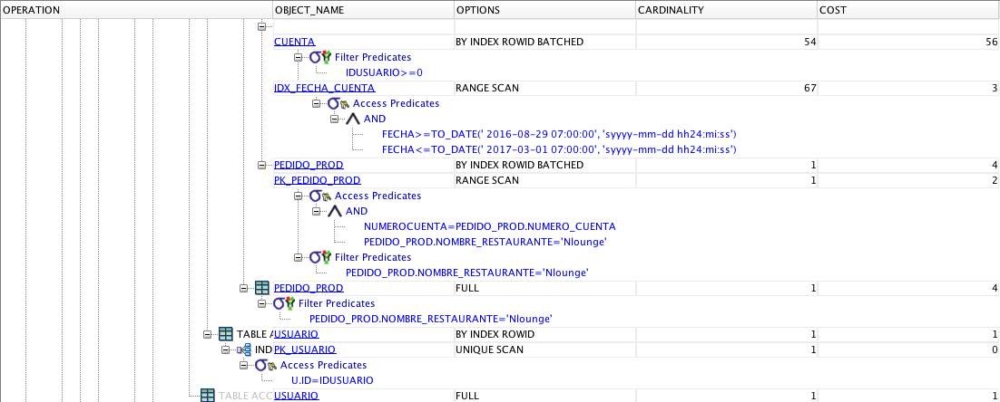 OPERATION OBJECT_NAME OPTIONS CARDINALITY COST
CUENTA BY INDEX ROWID BATCHED 54 56
Filter Predicates
IDUSUARIO>=0
IDX_FECHA_CUENTA RANGE SCAN 67 3
Access Predicates
AND
FECHA>=TO_DATE(' 2016-08-29 07:00:00', 'syyyy-mm-dd hh24:mi:ss')
FECHA<=TO_DATE(' 2017-03-01 07:00:00', 'syyyy-mm-dd hh24:mi:ss')
PEDIDO_PROD BY INDEX ROWID BATCHED 1 4
PK_PEDIDO_PROD RANGE SCAN 1 2
Access Predicates
AND
NUMEROCUENTA=PEDIDO_PROD.NUMERO_CUENTA
PEDIDO_PROD.NOMBRE_RESTAURANTE='Nlounge'
Filter Predicates
PEDIDO_PROD.NOMBRE_RESTAURANTE='Nlounge'
PEDIDO_PROD FULL 1 4
Filter Predicates
PEDIDO_PROD.NOMBRE_RESTAURANTE='Nlounge'
TABLE A USUARIO BY INDEX ROWID 1 1
IND PK_USUARIO UNIQUE SCAN 1 0
Access Predicates
U.ID=IDUSUARIO
TABLE ACC USUARIO FULL 1 1